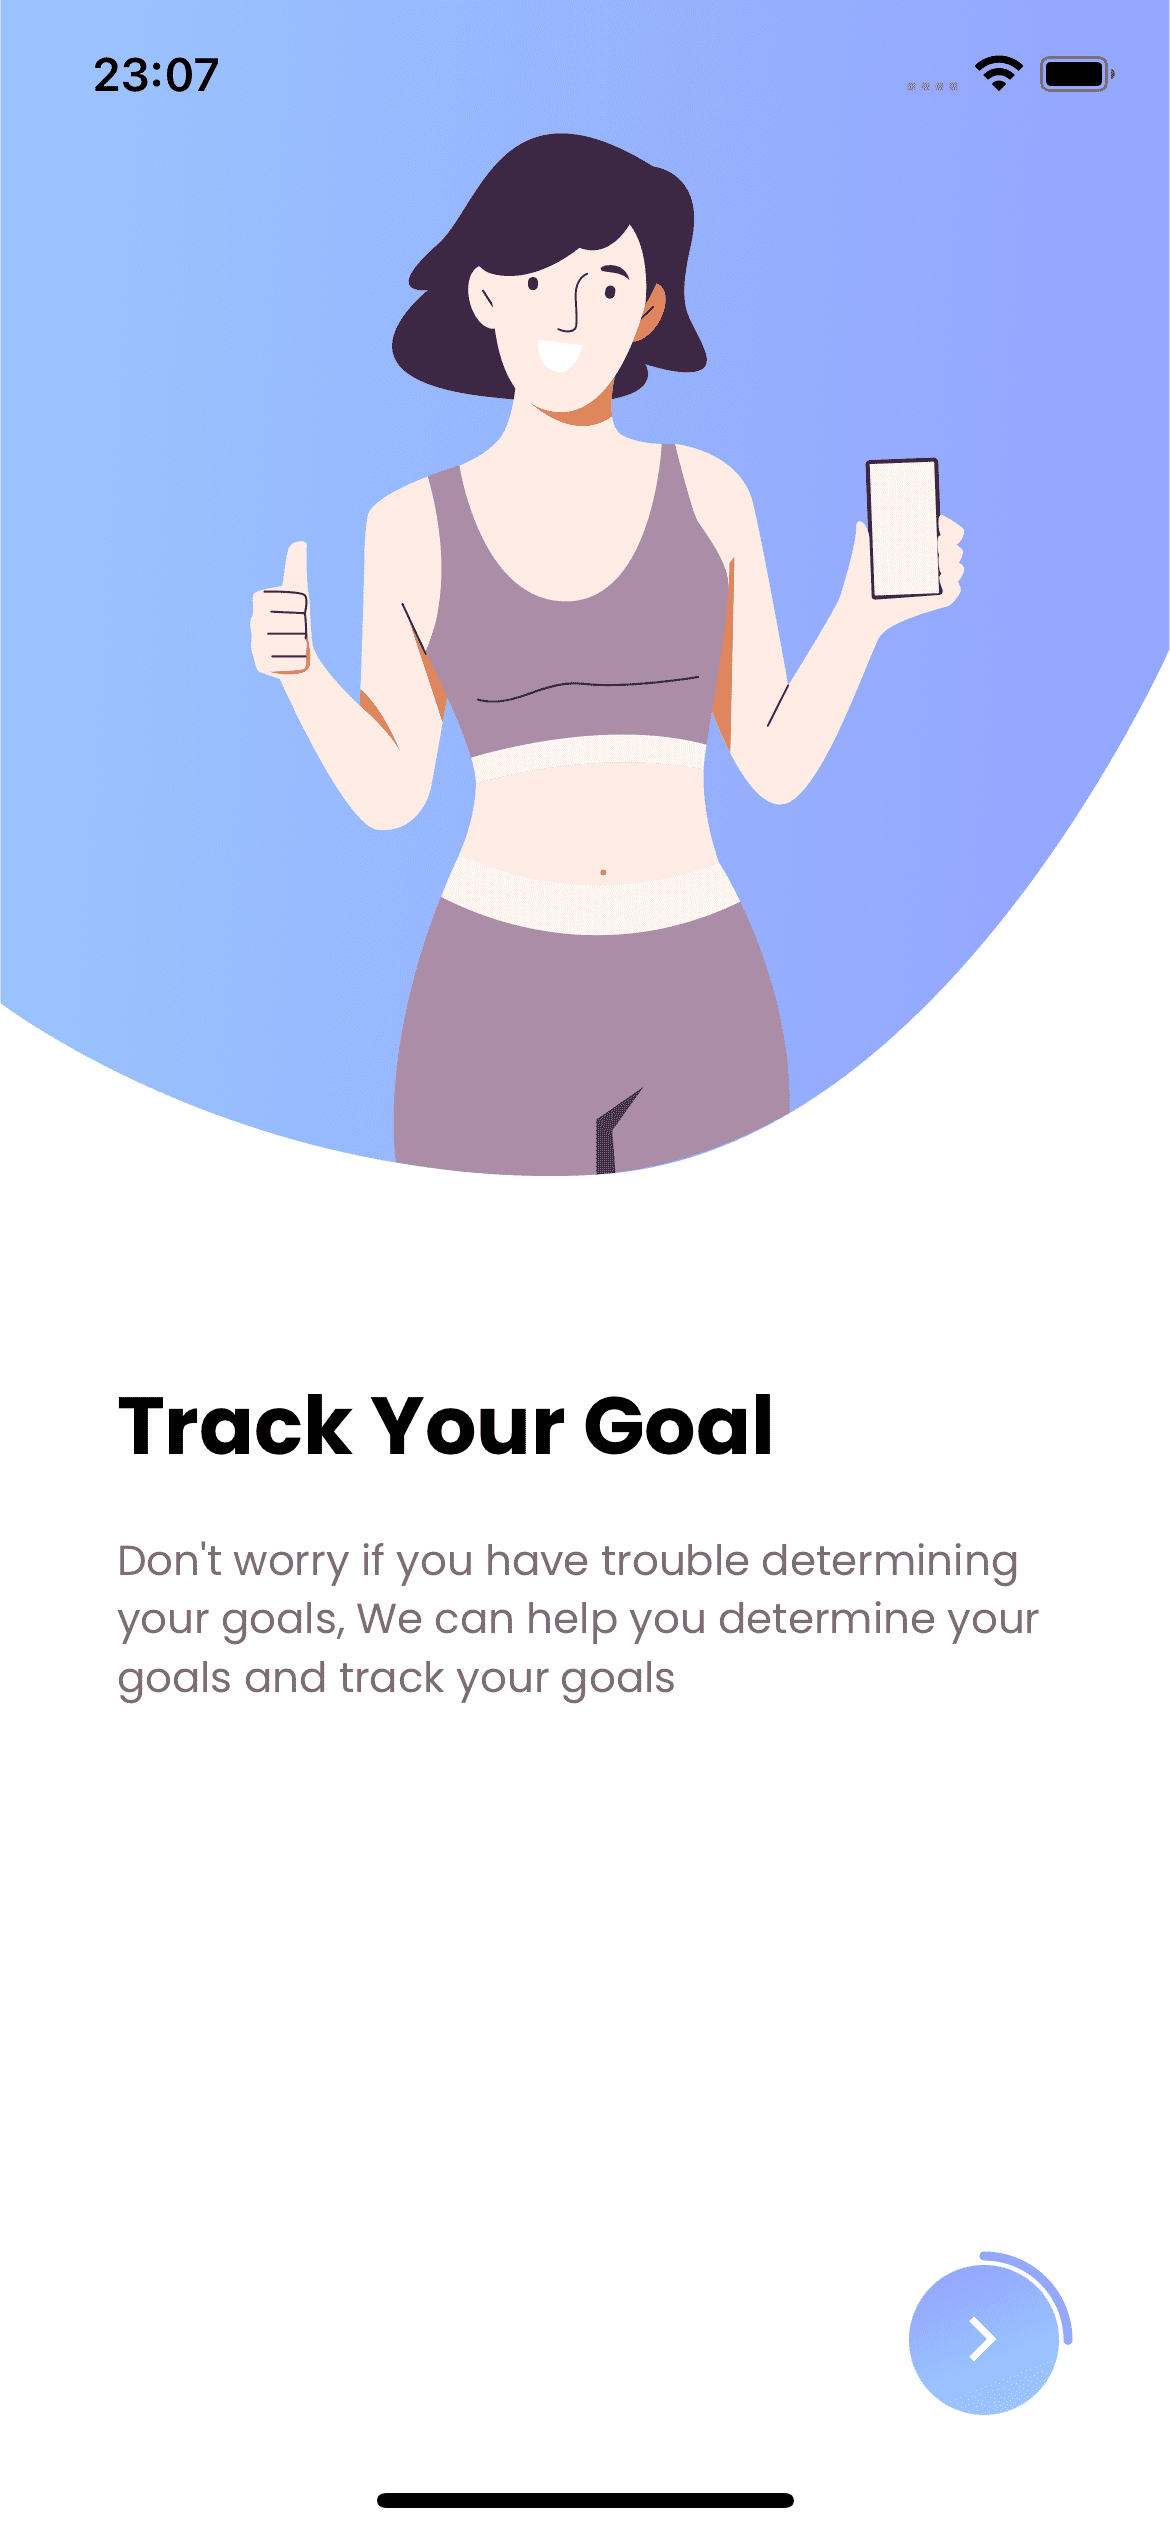 23:07
Track Your Goal
Don't worry if you have trouble determining
your goals, We can help you determine your
goals and track your goals